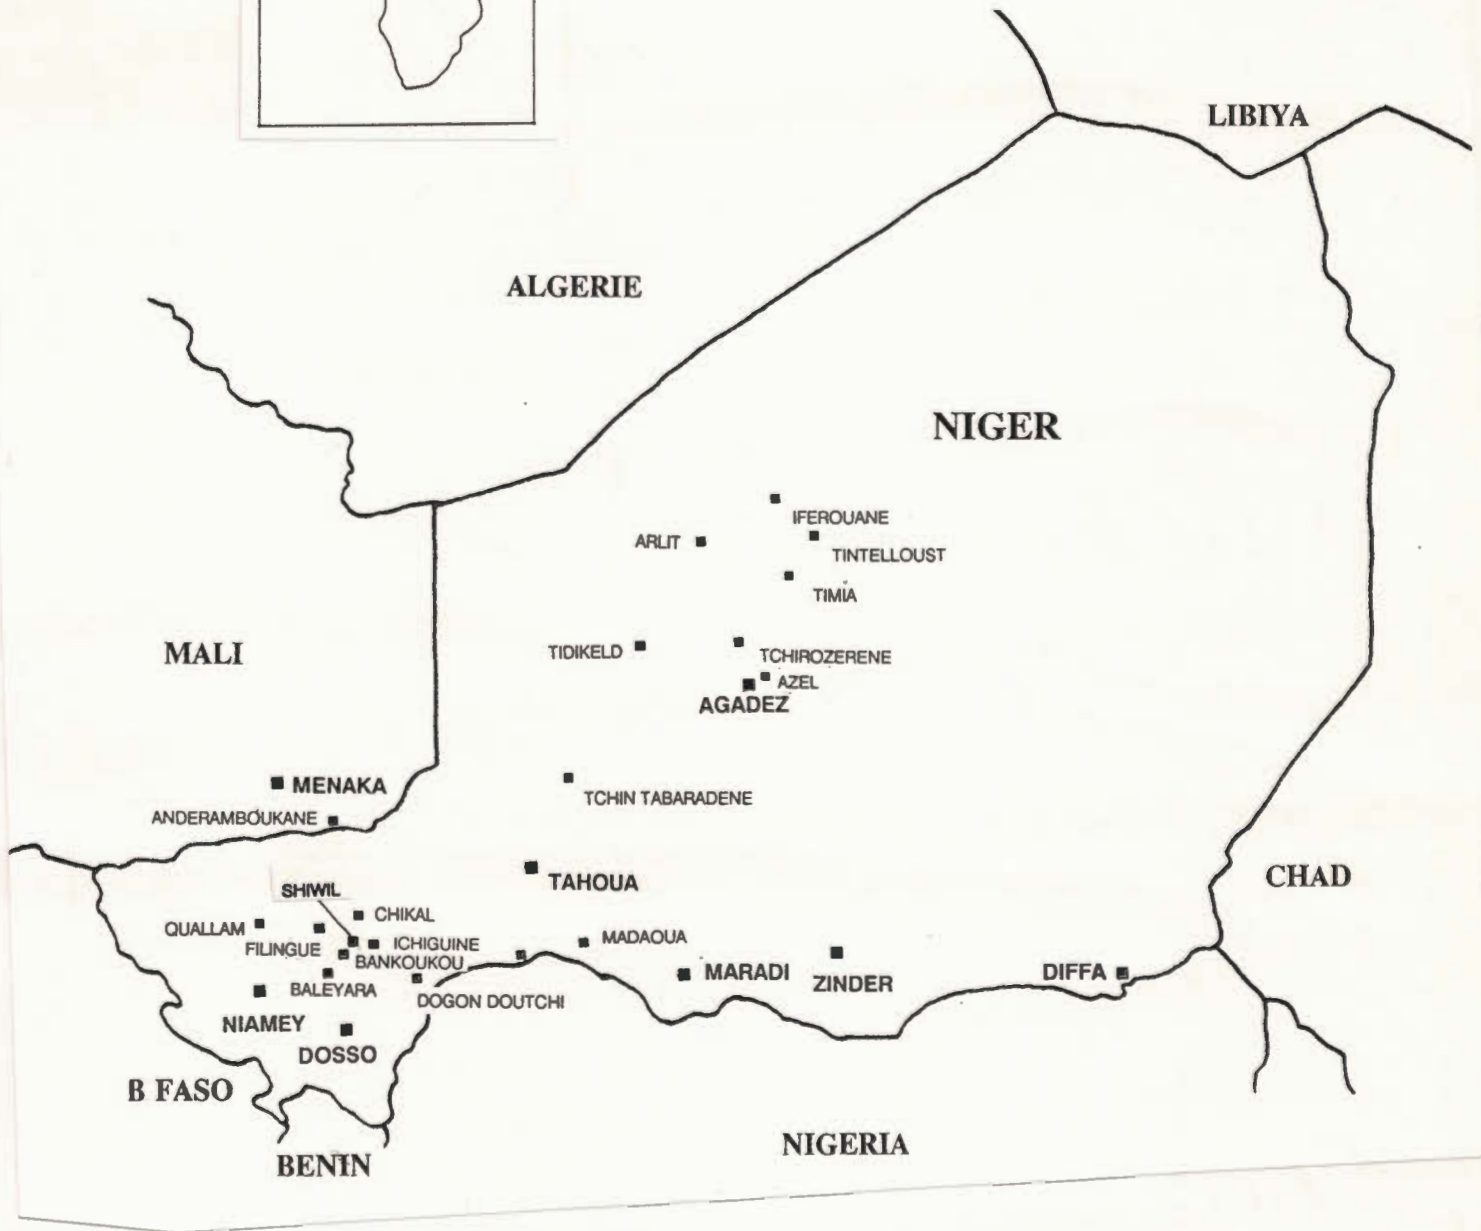 LIBIYA
ALGERIE
NIGER
IFEROUANE
ARLIT
TINTELLOUST
TIMIA
MALI
TIDIKELD
TCHIROZERENE
AZEL
AGADEZ
MENAKA
TCHIN TABARADENE
ANDERAMBOUKANE
TAHOUA
CHAD
SHIWIL
CHIKAL
QUALLAM
FILINGUE
ICHIGUINE
MADAOUA
BANKOUKOU
MARADI
ZINDER
DIFFA
BALEYARA
DOGON DOUTCHI
NIAMEY
DOSSO
B FASO
NIGERIA
BENIN